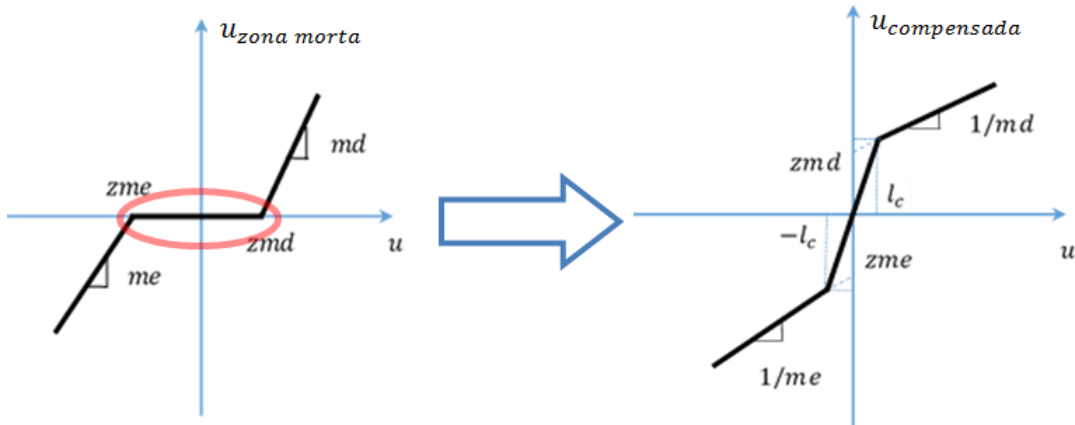 u_zona morta
md
zme
u
zmd
me
u_compensada
1/md
zmd
l_c
-l_c
zme
u
1/me